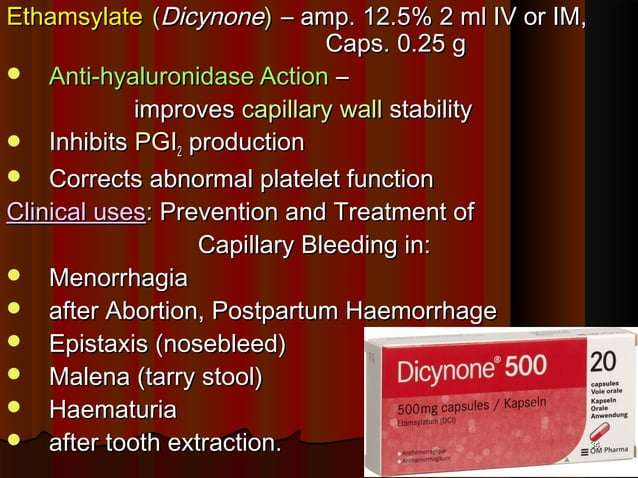 Ethamsylate (Dicynone) – amp. 12.5% 2 ml IV or IM,
Caps. 0.25 g
Anti-hyaluronidase Action –
improves capillary wall stability
Inhibits PGI2 production
Corrects abnormal platelet function
Clinical uses: Prevention and Treatment of
Capillary Bleeding in:
Menorrhagia
after Abortion, Postpartum Haemorrhage
Epistaxis (nosebleed)
Malena (tarry stool)
Haematuria
after tooth extraction.
Dicynone® 500
500mg capsules / Kapseln
Etamsylatum (DCI)
Antihémorragique
Antihämorrhagikum
20
capsules
Voie orale
Kapseln
Orale
Anwendung
OM Pharma